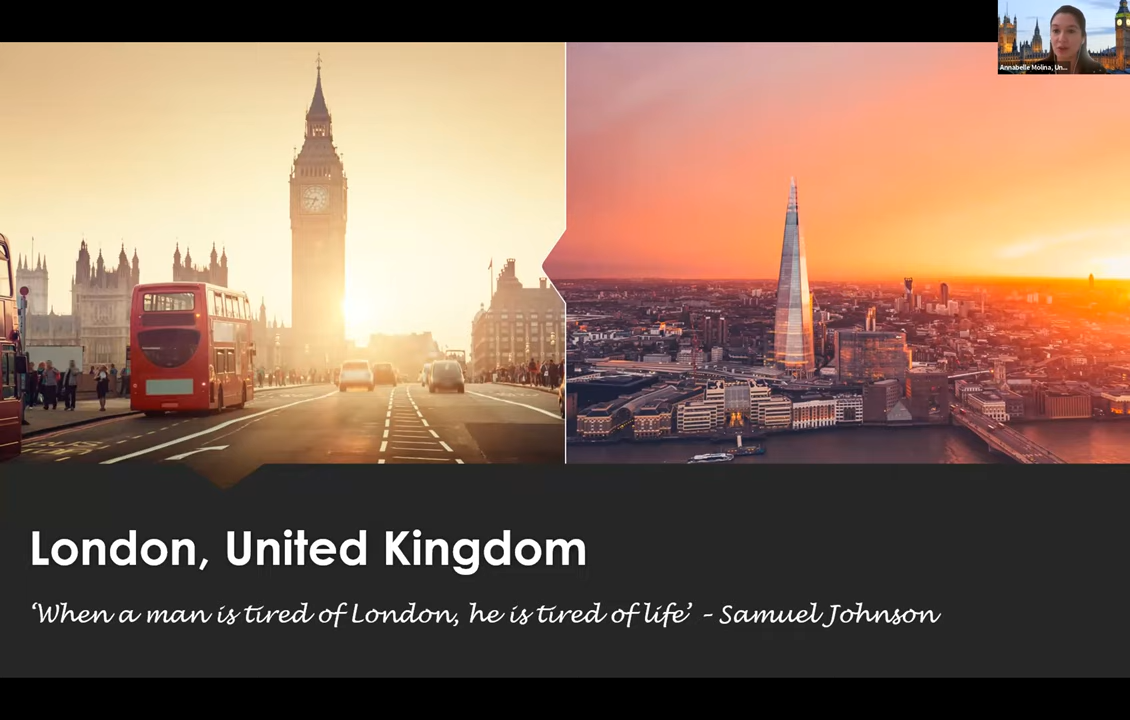 Annabelle Molina, Un...
London, United Kingdom
‘When a man is tired of London, he is tired of life’ – Samuel Johnson